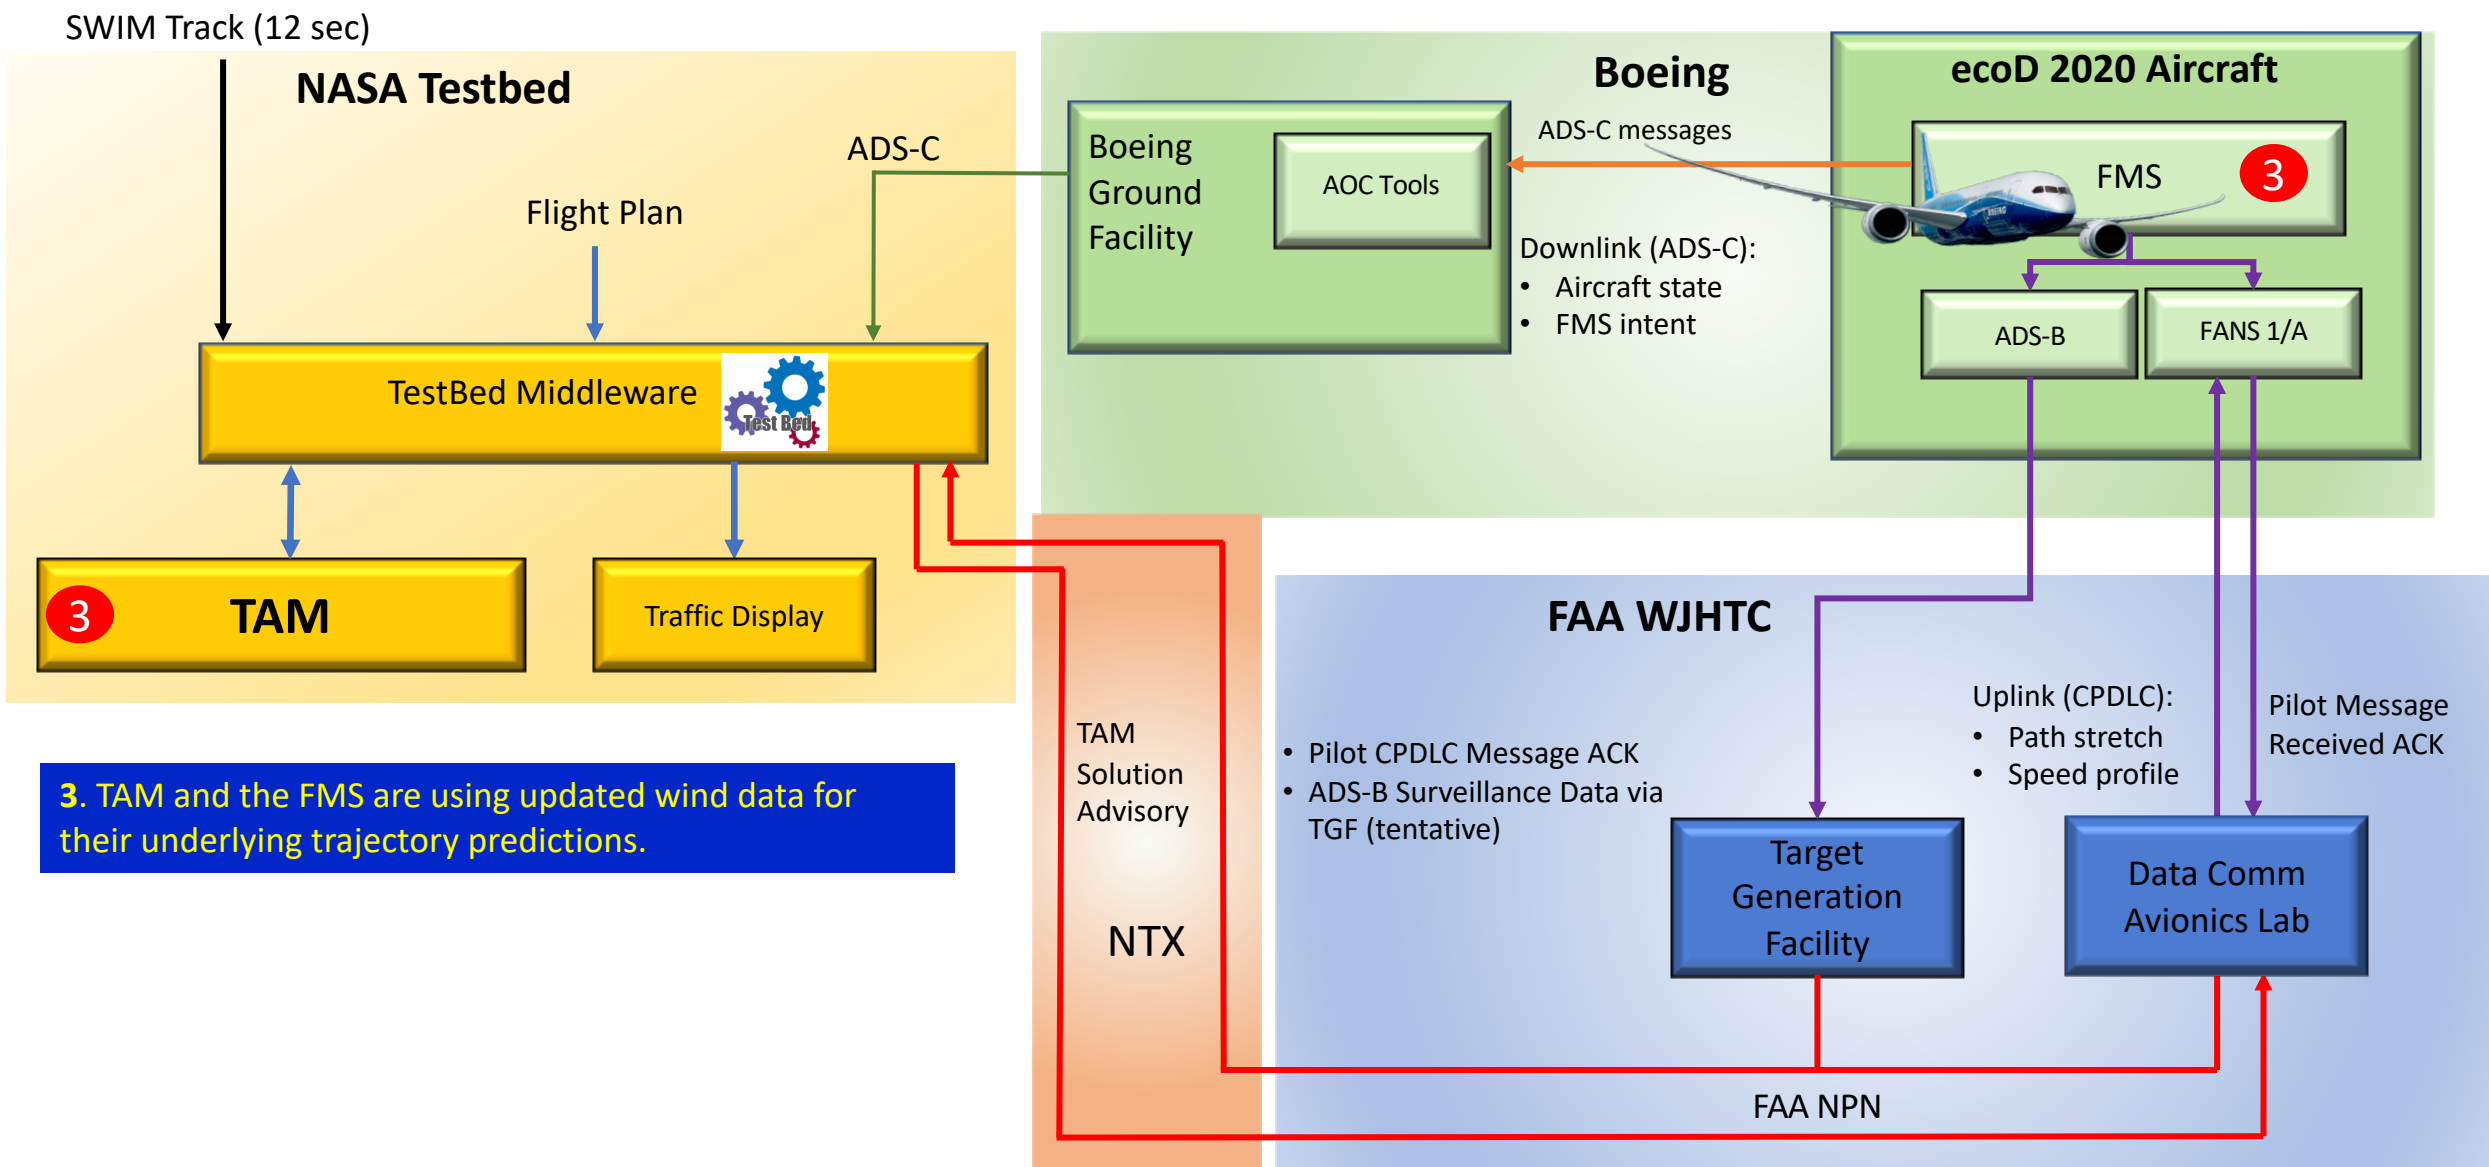 SWIM Track (12 sec)
NASA Testbed
ADS-C
Flight Plan
TestBed Middleware
Test Bed
3
TAM
Traffic Display
3. TAM and the FMS are using updated wind data for
their underlying trajectory predictions.
Boeing
Boeing
Ground
Facility
AOC Tools
ADS-C messages
Downlink (ADS-C):
• Aircraft state
• FMS intent
ecoD 2020 Aircraft
FMS
3
BOEING
ADS-B
FANS 1/A
TAM
Solution
Advisory
NTX
FAA WJHTC
• Pilot CPDLC Message ACK
• ADS-B Surveillance Data via
TGF (tentative)
Uplink (CPDLC):
• Path stretch
• Speed profile
Pilot Message
Received ACK
Target
Generation
Facility
Data Comm
Avionics Lab
FAA NPN